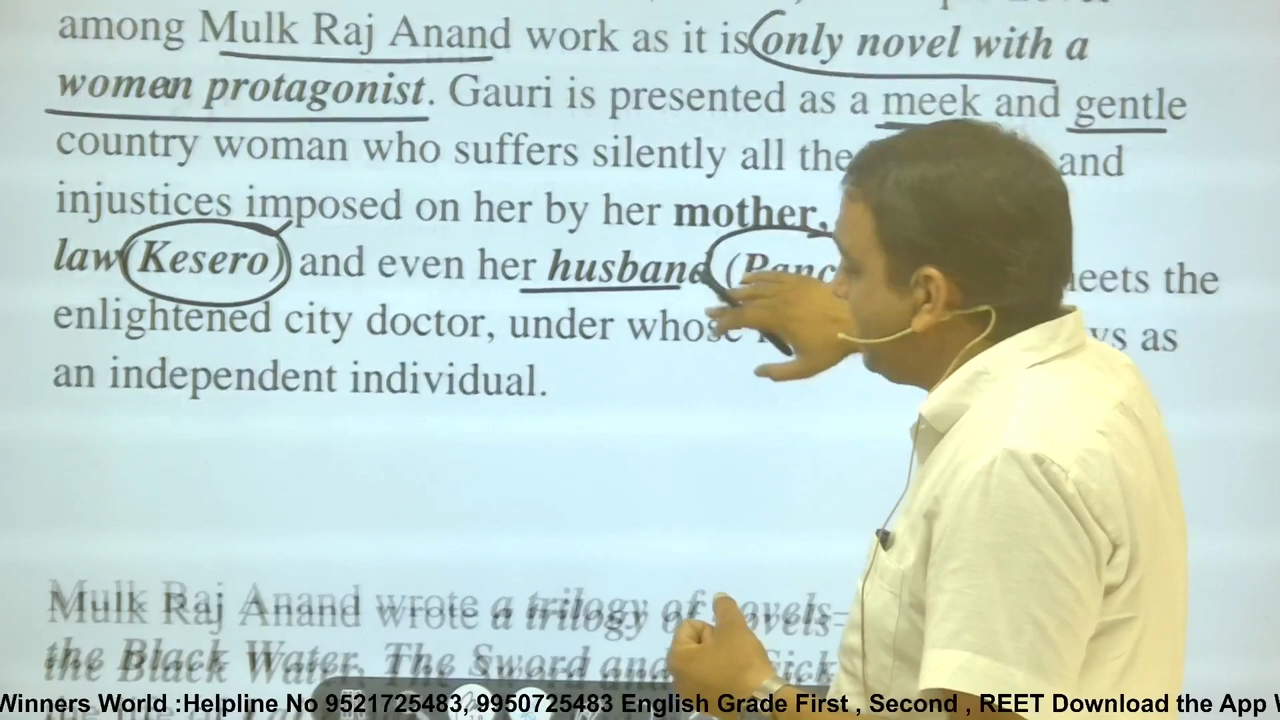 among Mulk Raj Anand work as it is only novel with a
women protagonist. Gauri is presented as a meek and gentle
country woman who suffers silently all the and
injustices imposed on her by her mother,
law (Kesero) and even her husband (Panc meets the
enlightened city doctor, under whose as
an independent individual.
Mulk Raj Anand wrote a trilogy of novels-
the Black Water, The Sword and Sick
Winners World :Helpline No 9521725483, 9950725483 English Grade First , Second , REET Download the App W